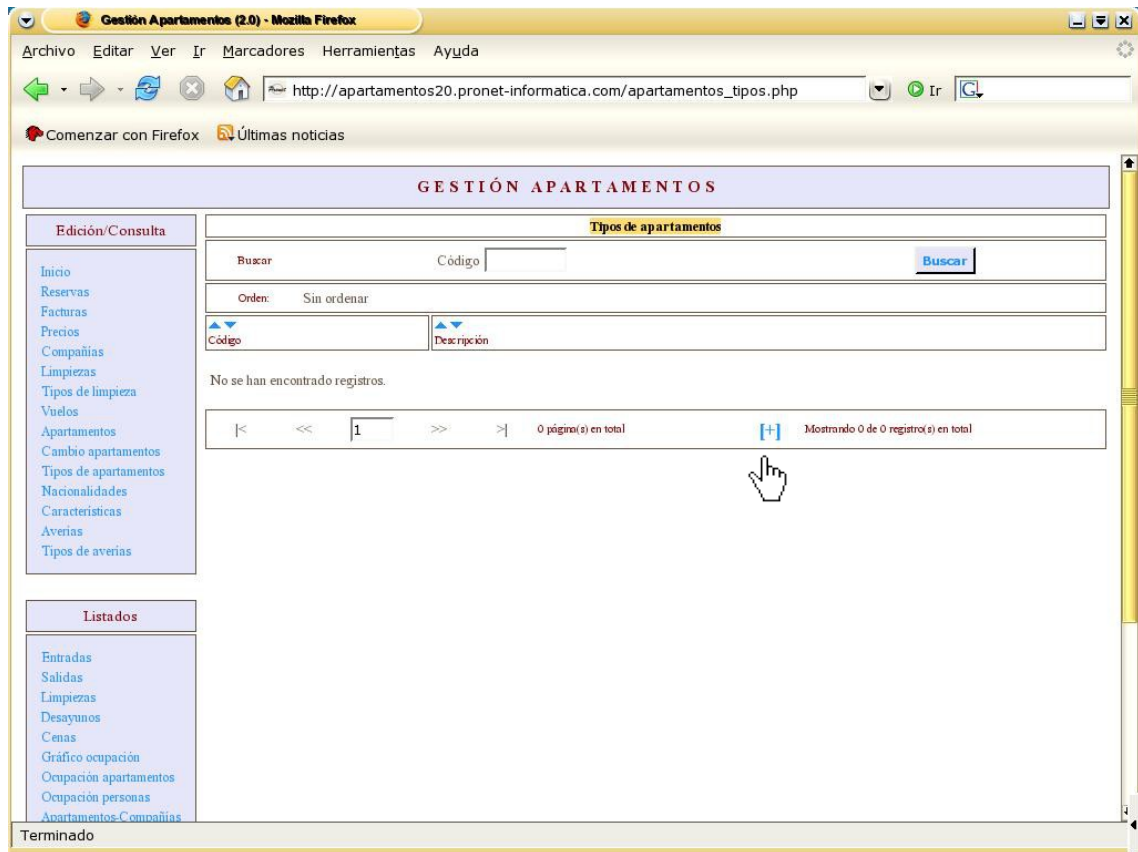 Gestión Apartamentos (2.0) - Mozilla Firefox
Archivo Editar Ver Ir Marcadores Herramientas Ayuda
http://apartamentos20.pronet-informatica.com/apartamentos_tipos.php Ir G
Comenzar con Firefox Últimas noticias
GESTIÓN APARTAMENTOS
Edición/Consulta
Inicio
Reservas
Facturas
Precios
Compañías
Limpiezas
Tipos de limpieza
Vuelos
Apartamentos
Cambio apartamentos
Tipos de apartamentos
Nacionalidades
Características
Averías
Tipos de averías
Listados
Entradas
Salidas
Limpiezas
Desayunos
Cenas
Gráfico ocupación
Ocupación apartamentos
Ocupación personas
Apartamentos-Compañías
Tipos de apartamentos
Buscar Código Buscar
Orden: Sin ordenar
Código Descripción
No se han encontrado registros.
|< << 1 >> >| 0 página(s) en total [+] Mostrando 0 de 0 registro(s) en total
Terminado